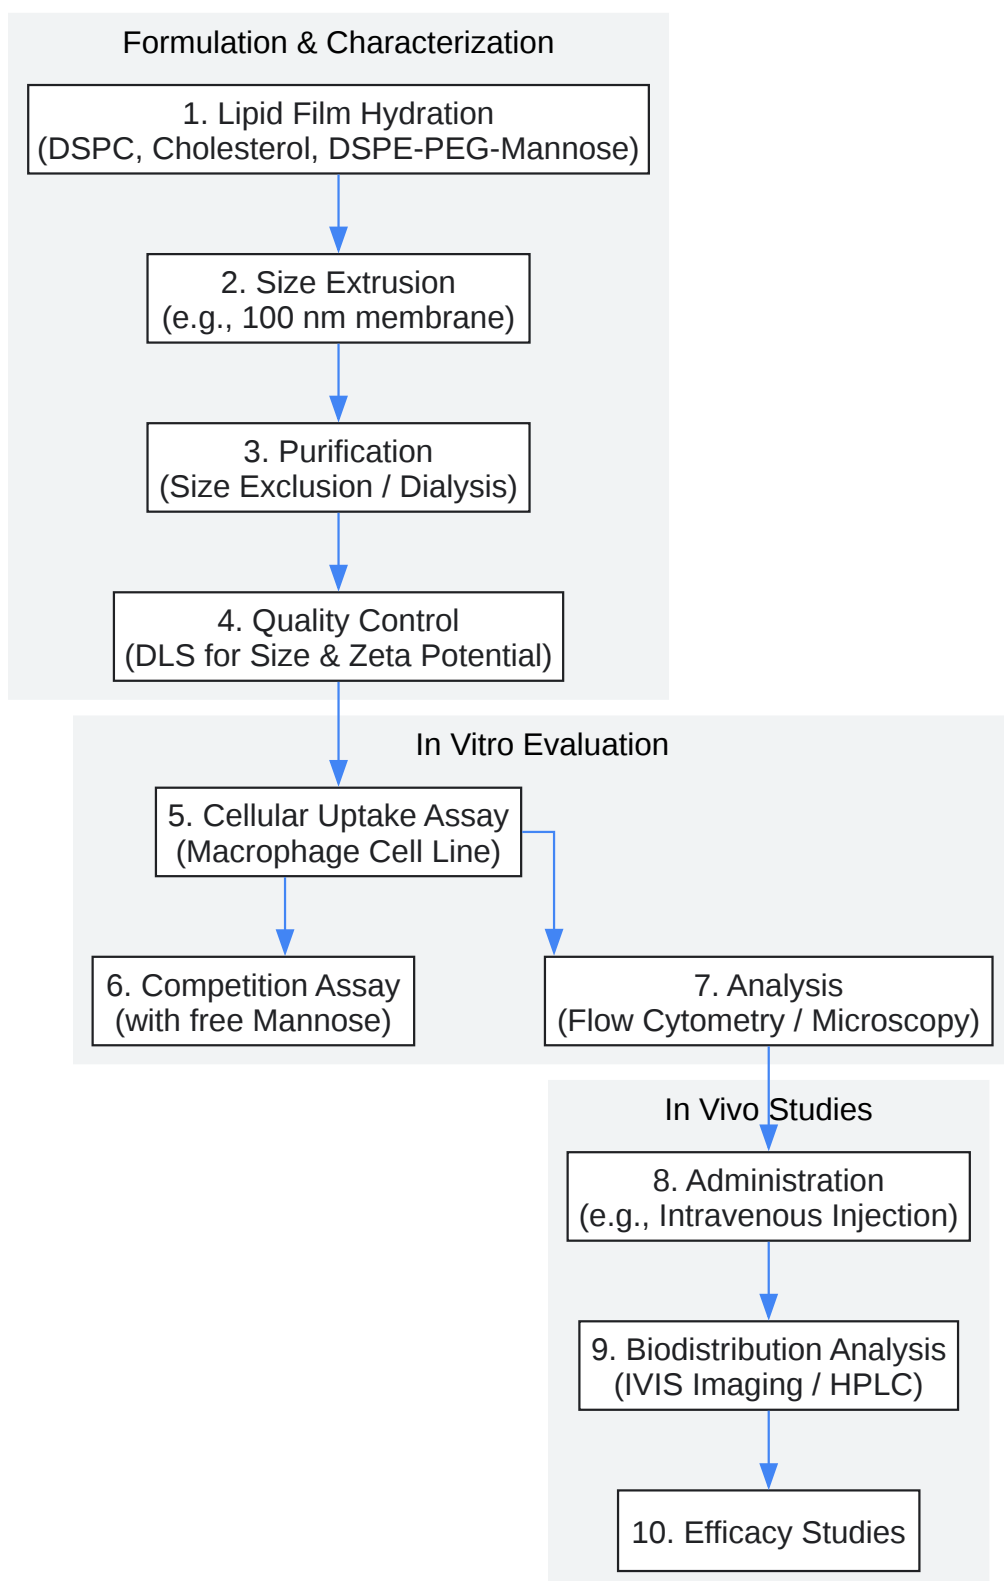 Formulation & Characterization
1. Lipid Film Hydration
(DSPC, Cholesterol, DSPE-PEG-Mannose)
2. Size Extrusion
(e.g., 100 nm membrane)
3. Purification
(Size Exclusion / Dialysis)
4. Quality Control
(DLS for Size & Zeta Potential)
In Vitro Evaluation
5. Cellular Uptake Assay
(Macrophage Cell Line)
6. Competition Assay
(with free Mannose)
7. Analysis
(Flow Cytometry / Microscopy)
In Vivo Studies
8. Administration
(e.g., Intravenous Injection)
9. Biodistribution Analysis
(IVIS Imaging / HPLC)
10. Efficacy Studies